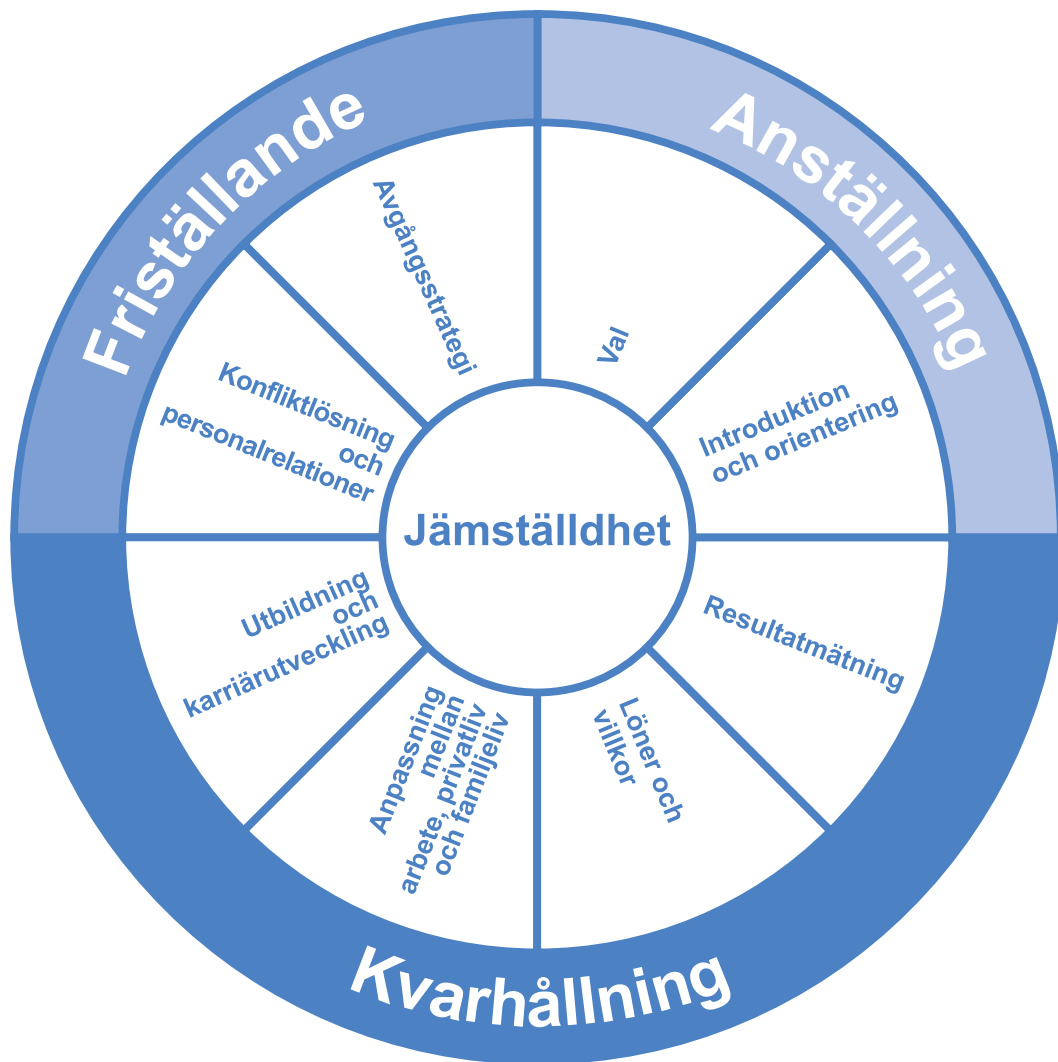 Friställande
Anställning
Avgångsstrategi
Val
Konfliktlösning
och
personalrelationer
Introduktion
och orientering
Jämställdhet
Utbildning
och
karriärutveckling
Resultatmätning
Anpassning
mellan
arbete, privatliv
och familjeliv
Löner och
villkor
Kvarhållning